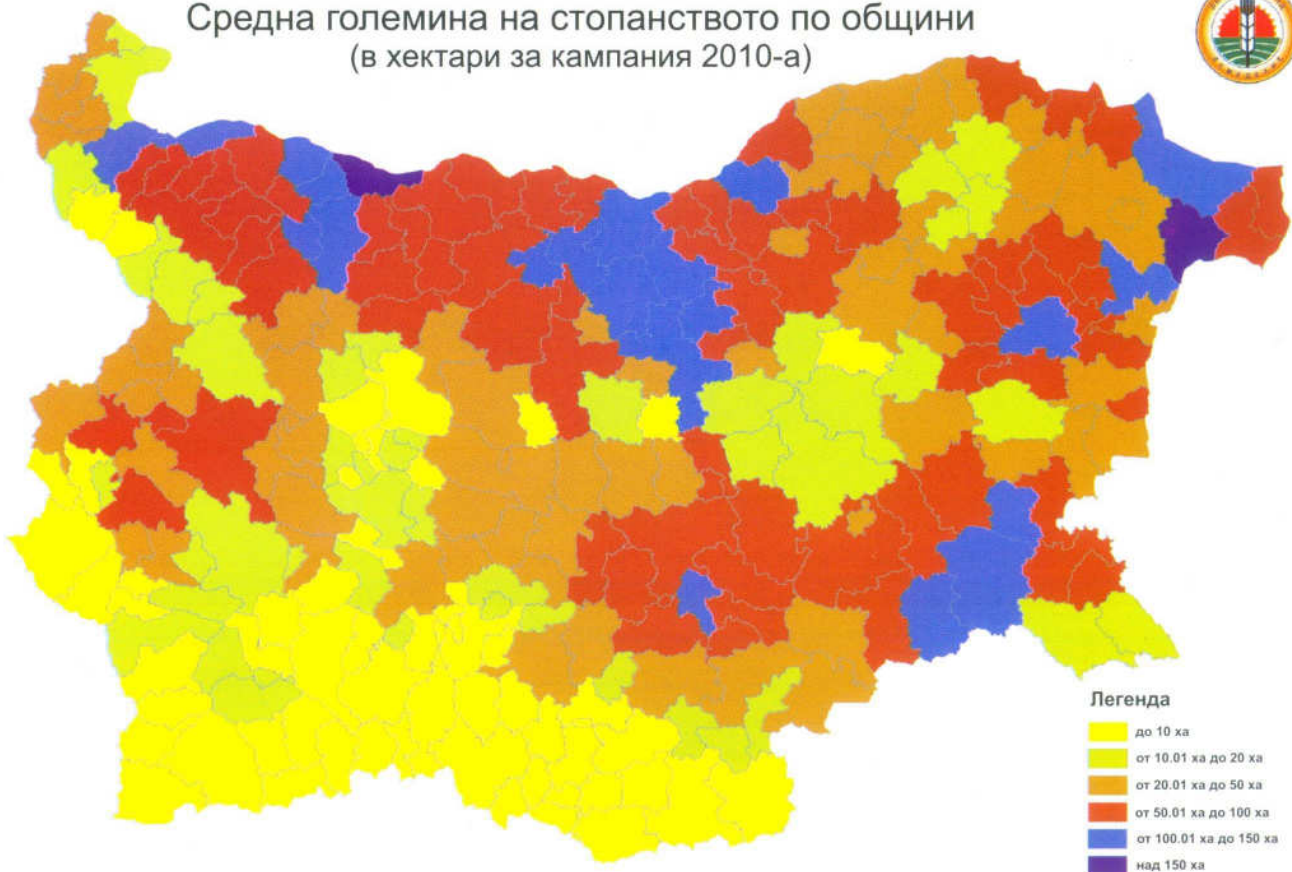 Средна големина на стопанството по общини
(в хектари за кампания 2010-а)
Легенда
до 10 ха
от 10.01 ха до 20 ха
от 20.01 ха до 50 ха
от 50.01 ха до 100 ха
от 100.01 ха до 150 ха
над 150 ха